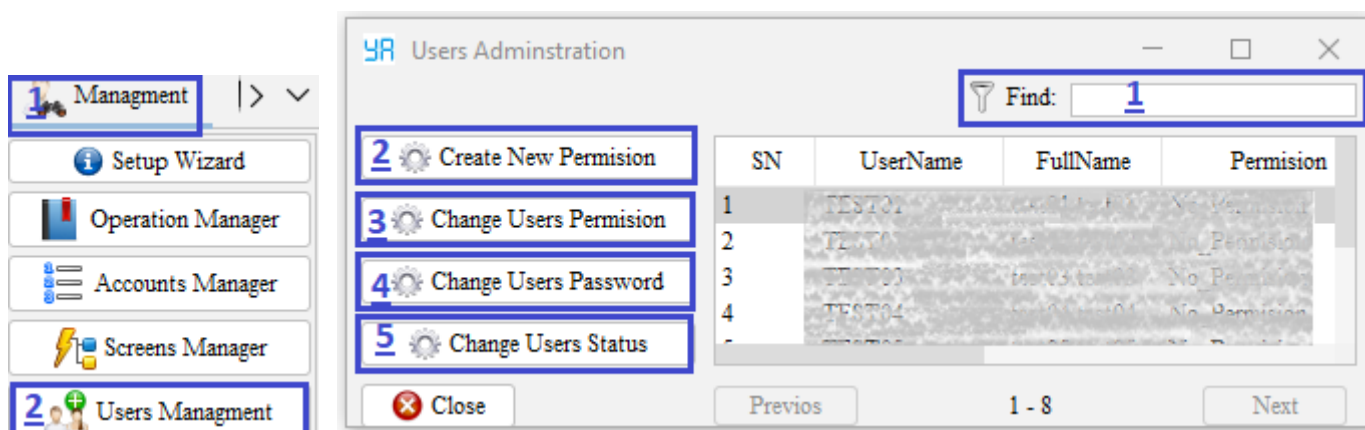 1 Managment
Setup Wizard
Operation Manager
Accounts Manager
Screens Manager
2 Users Managment
YA Users Adminstration
Find: 1
2 Create New Permision
3 Change Users Permision
4 Change Users Password
5 Change Users Status
Close
SN UserName FullName Permision
1
2
3
4
Previos 1 - 8 Next